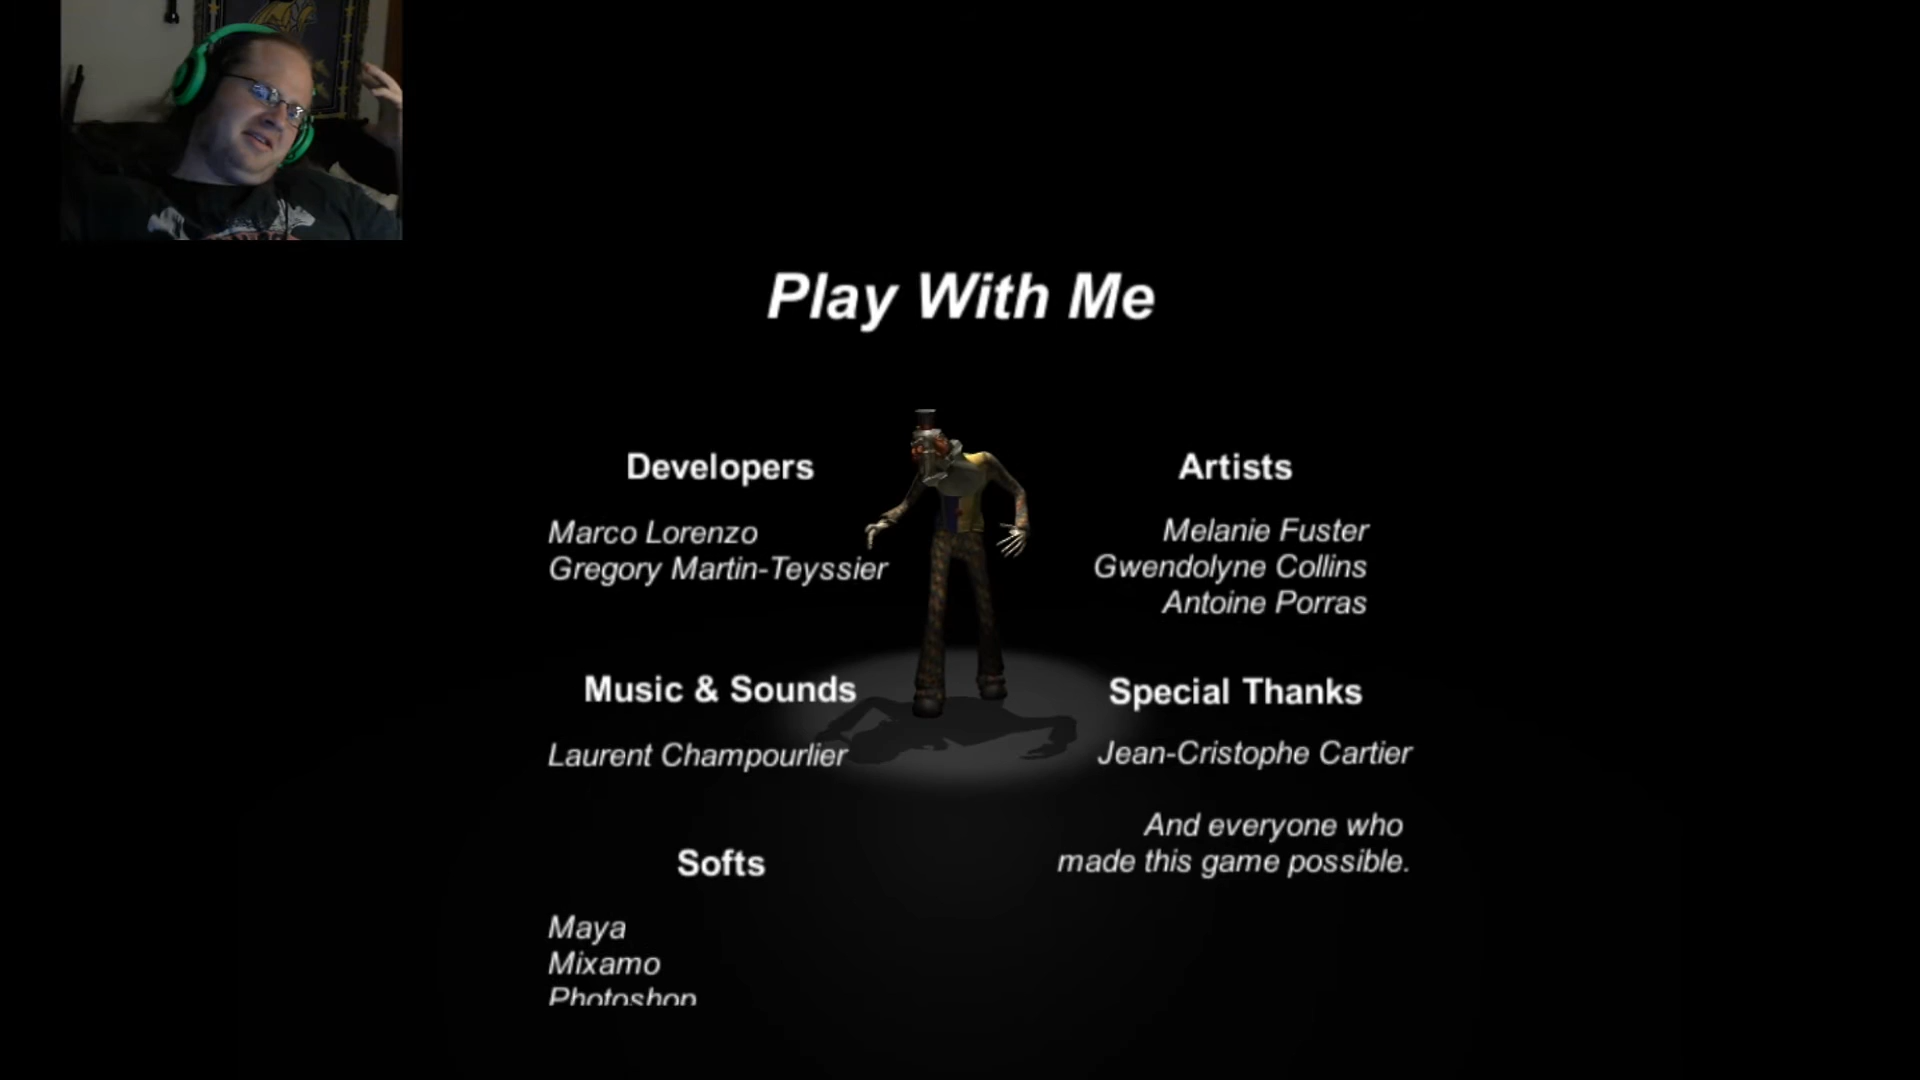 Play With Me
Developers
Marco Lorenzo
Gregory Martin-Teyssier
Artists
Melanie Fuster
Gwendolyne Collins
Antoine Porras
Music & Sounds
Laurent Champourlier
Special Thanks
Jean-Cristophe Cartier
And everyone who
made this game possible.
Softs
Maya
Mixamo
Photoshop